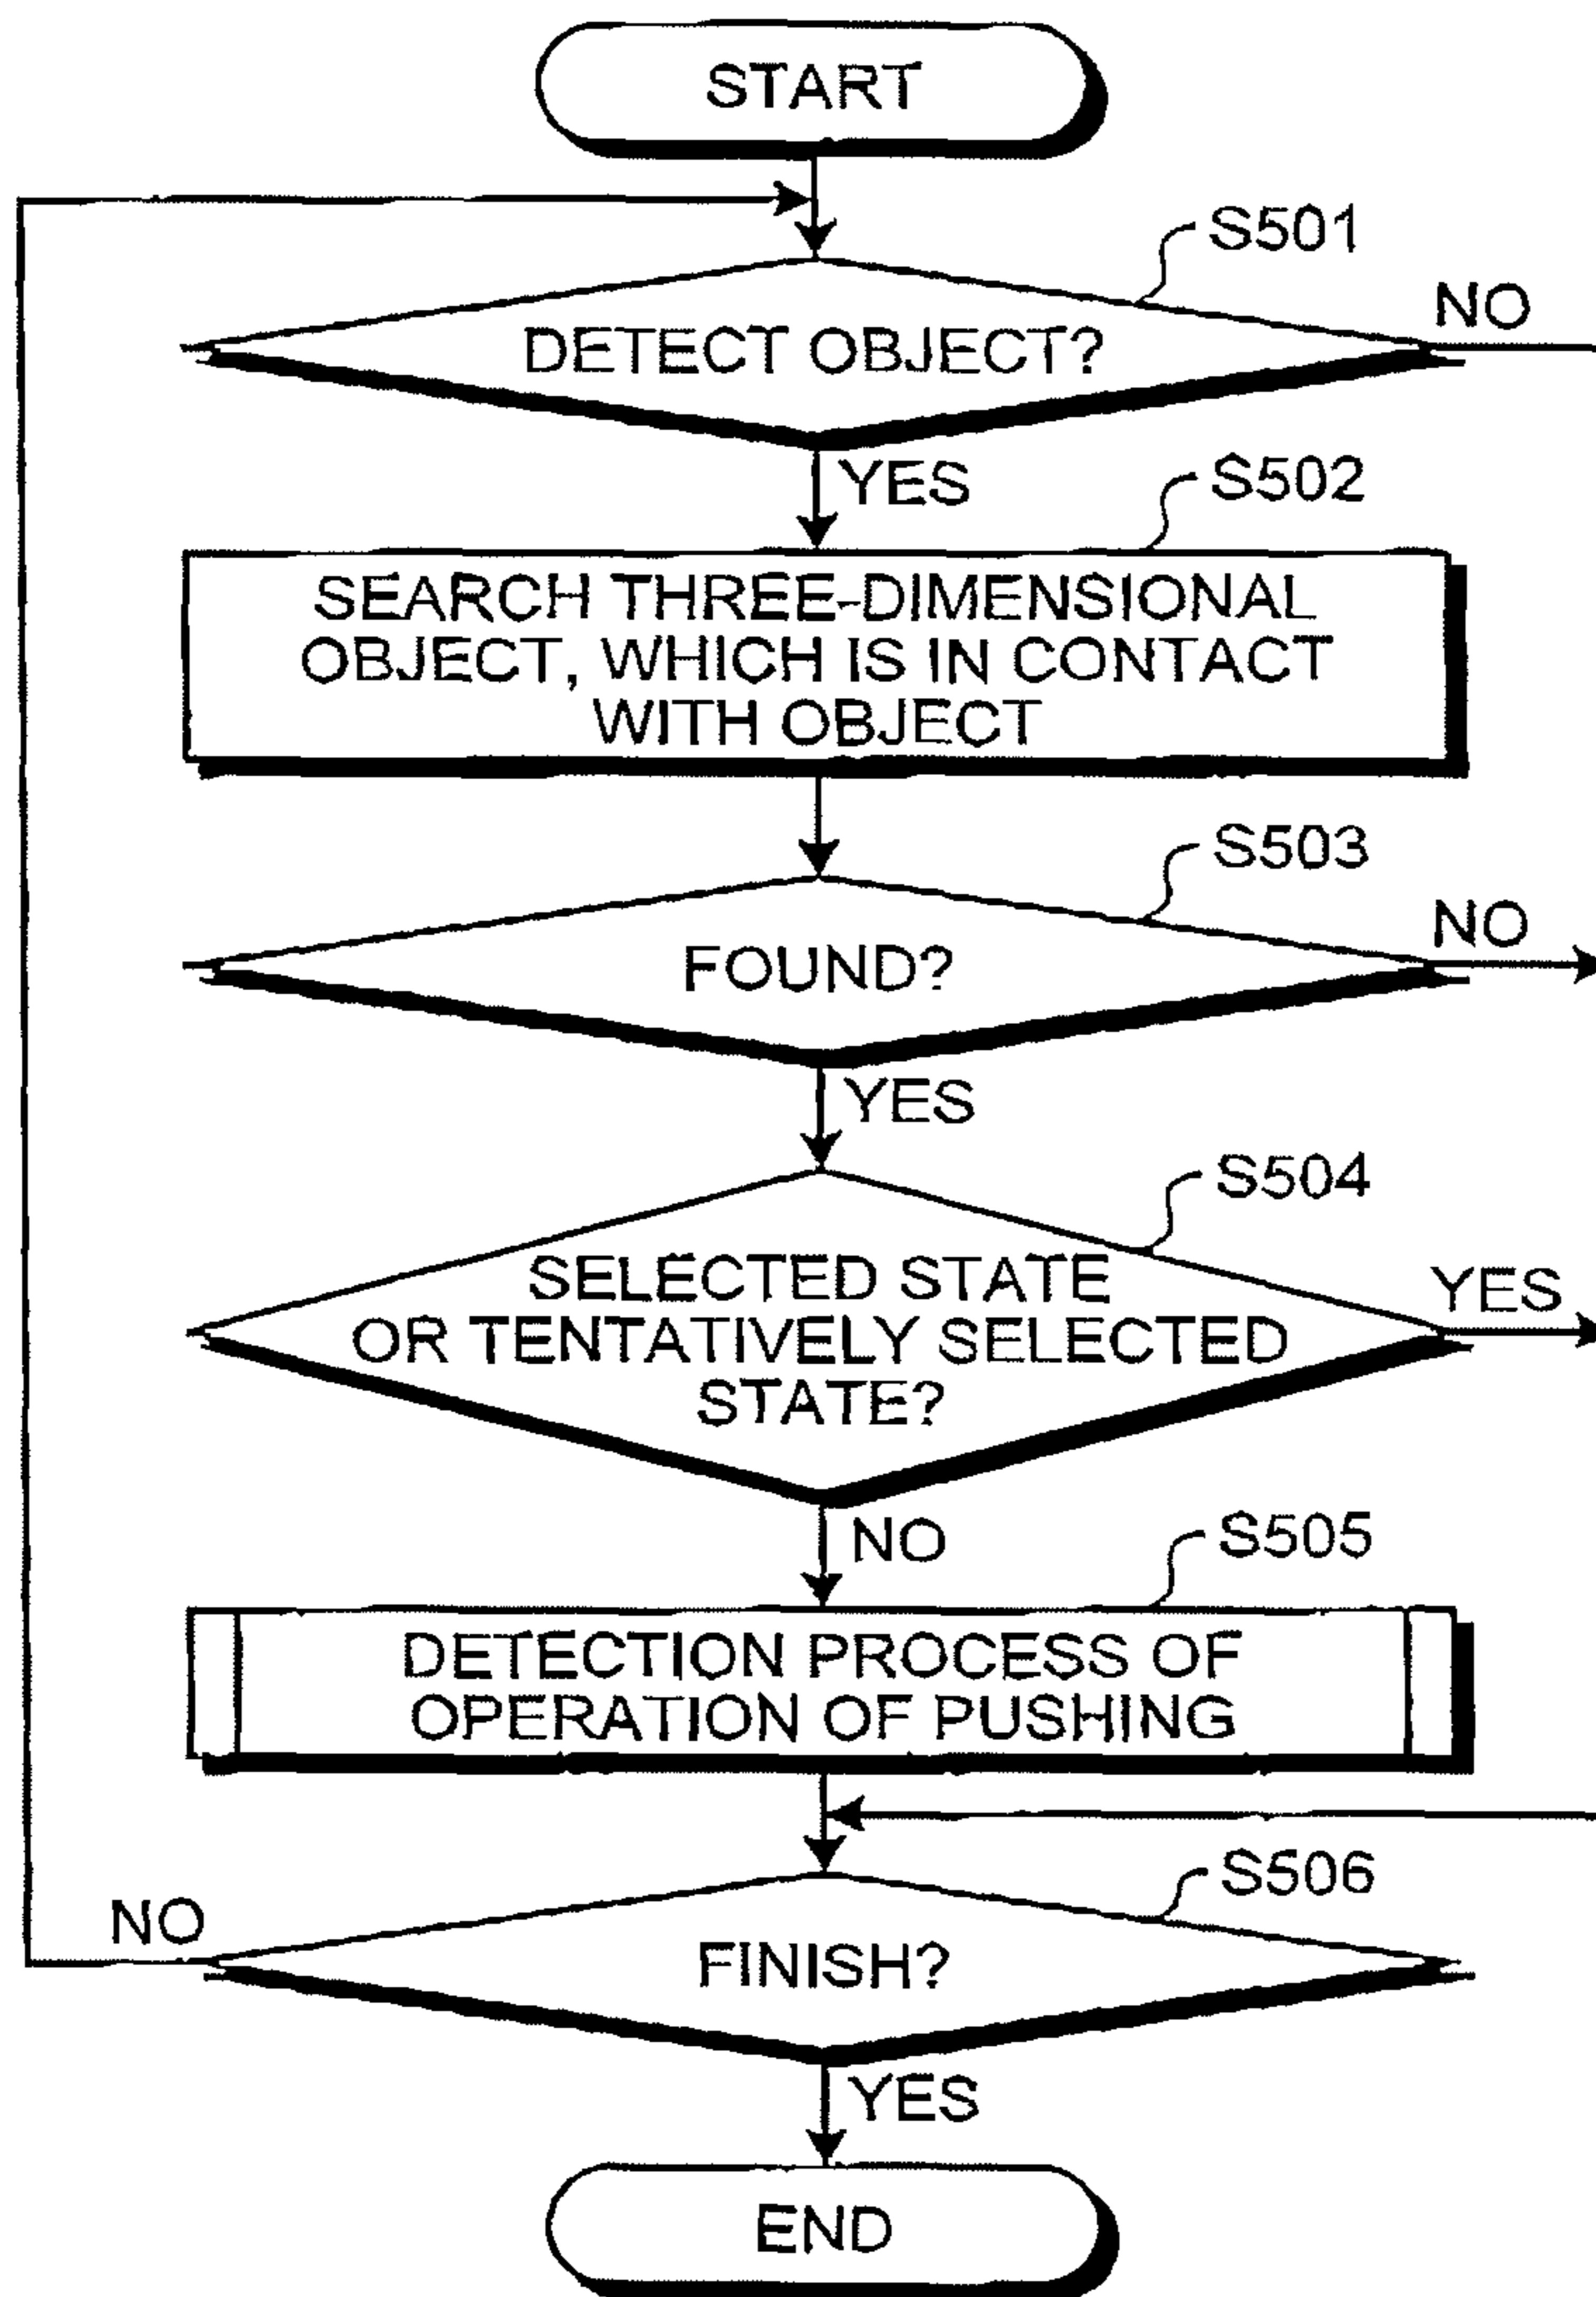 START
S501
DETECT OBJECT?
NO
YES
S502
SEARCH THREE-DIMENSIONAL
OBJECT, WHICH IS IN CONTACT
WITH OBJECT
S503
FOUND?
NO
YES
S504
SELECTED STATE
OR TENTATIVELY SELECTED
STATE?
YES
NO
S505
DETECTION PROCESS OF
OPERATION OF PUSHING
S506
NO
FINISH?
YES
END